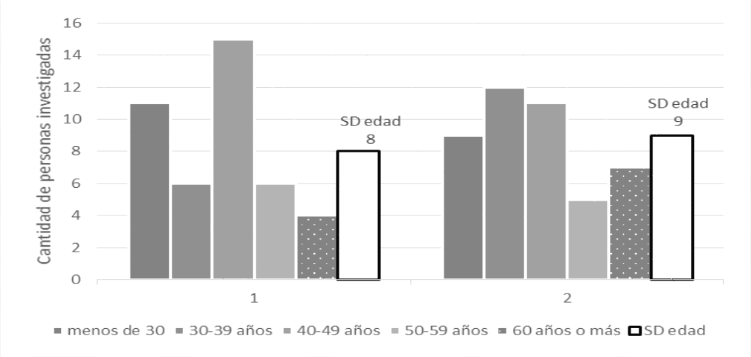 Cantidad de personas investigadas
16
14
12
10
8
6
4
2
0
SD edad
8
SD edad
9
1
2
menos de 30
30-39 años
40-49 años
50-59 años
60 años o más
SD edad